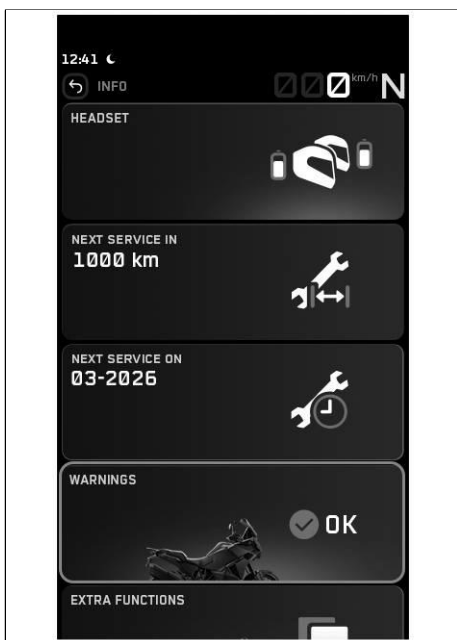 12:41
INFO
000 km/h N
HEADSET
NEXT SERVICE IN
1000 km
NEXT SERVICE ON
03-2026
WARNINGS
OK
EXTRA FUNCTIONS